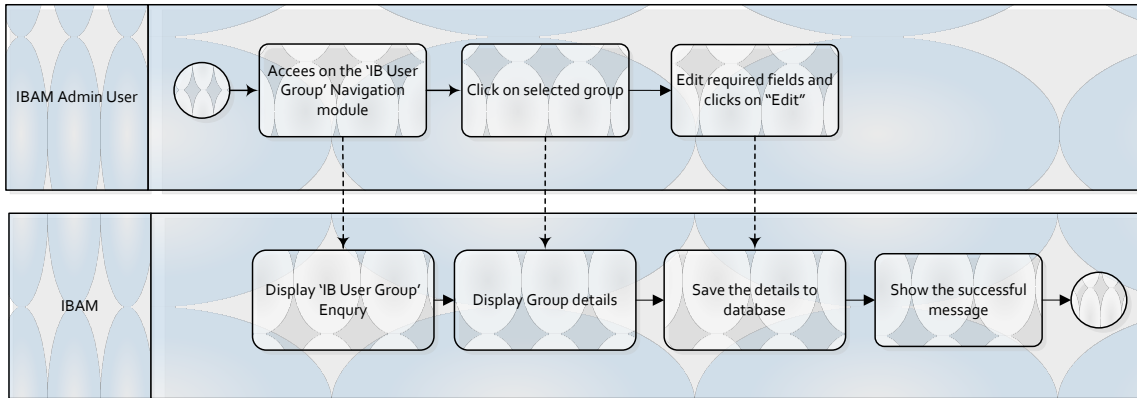 IBAM Admin User
Accees on the ‘IB User
Group’ Navigation
module
Click on selected group
Edit required fields and
clicks on “Edit”
IBAM
Display ‘IB User Group’
Enqury
Display Group details
Save the details to
database
Show the successful
message